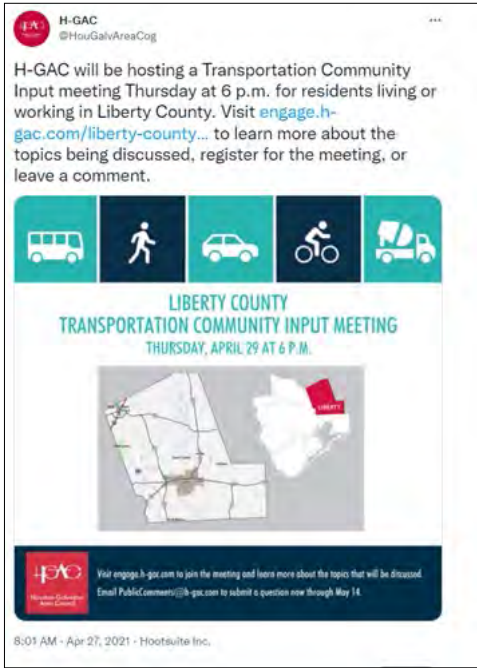 H-GAC
@HouGalvAreaCog
H-GAC will be hosting a Transportation Community
Input meeting Thursday at 6 p.m. for residents living or
working in Liberty County. Visit engage.h-
gac.com/liberty-county... to learn more about the
topics being discussed, register for the meeting, or
leave a comment.
LIBERTY COUNTY
TRANSPORTATION COMMUNITY INPUT MEETING
THURSDAY, APRIL 29 AT 6 P.M.
LIBERTY
Visit engage.h-gac.com to join the meeting and learn more about the topics that will be discussed.
Email PublicComments@h-gac.com to submit a question now through May 14.
Houston-Galveston
Area Council
8:01 AM · Apr 27, 2021 · Hootsuite Inc.